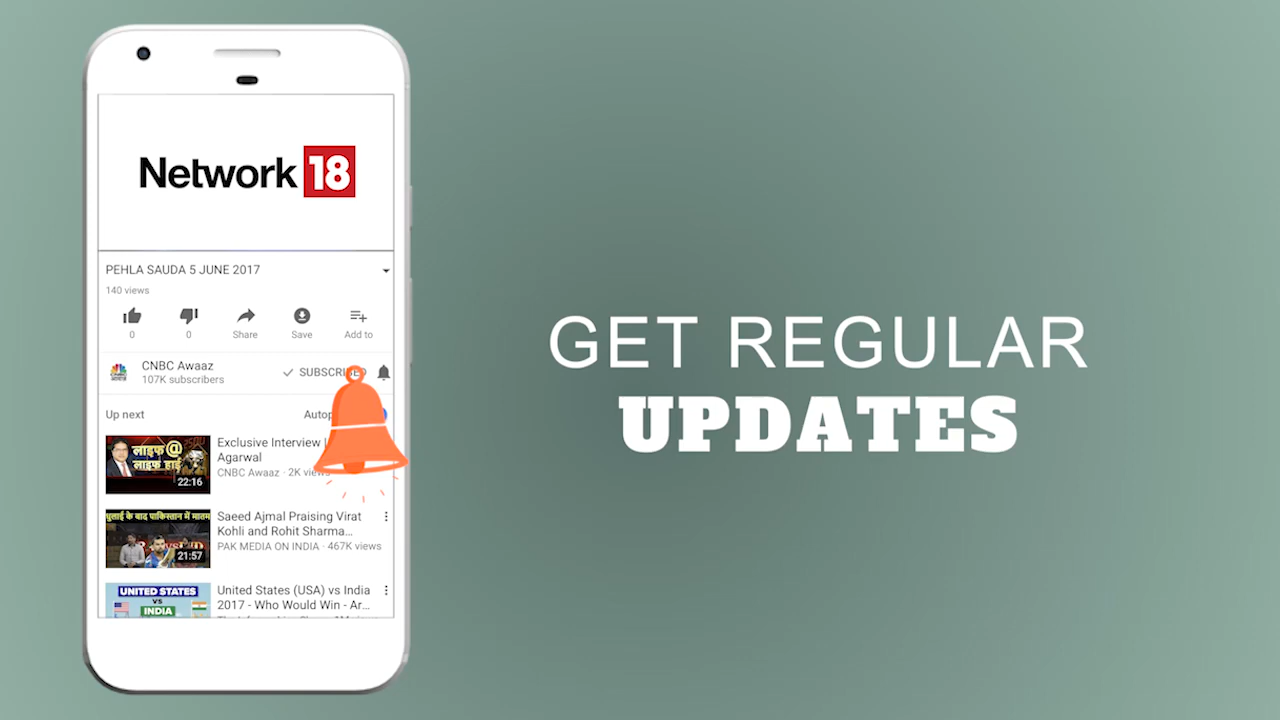 Network 18
PEHLA SAUDA 5 JUNE 2017
140 views
0
0
Share
Save
Add to
CNBC Awaaz
107K subscribers
SUBSCRIBED
Up next
लाइफ @
लाइफ हाई
22:16
Exclusive Interview
Agarwal
CNBC Awaaz · 2K views
के बाद पाकिस्तान में मातम
21:57
Saeed Ajmal Praising Virat
Kohli and Rohit Sharma...
PAK MEDIA ON INDIA · 467K views
UNITED STATES
VS
INDIA
United States (USA) vs India
2017 - Who Would Win - Ar...
GET REGULAR
UPDATES